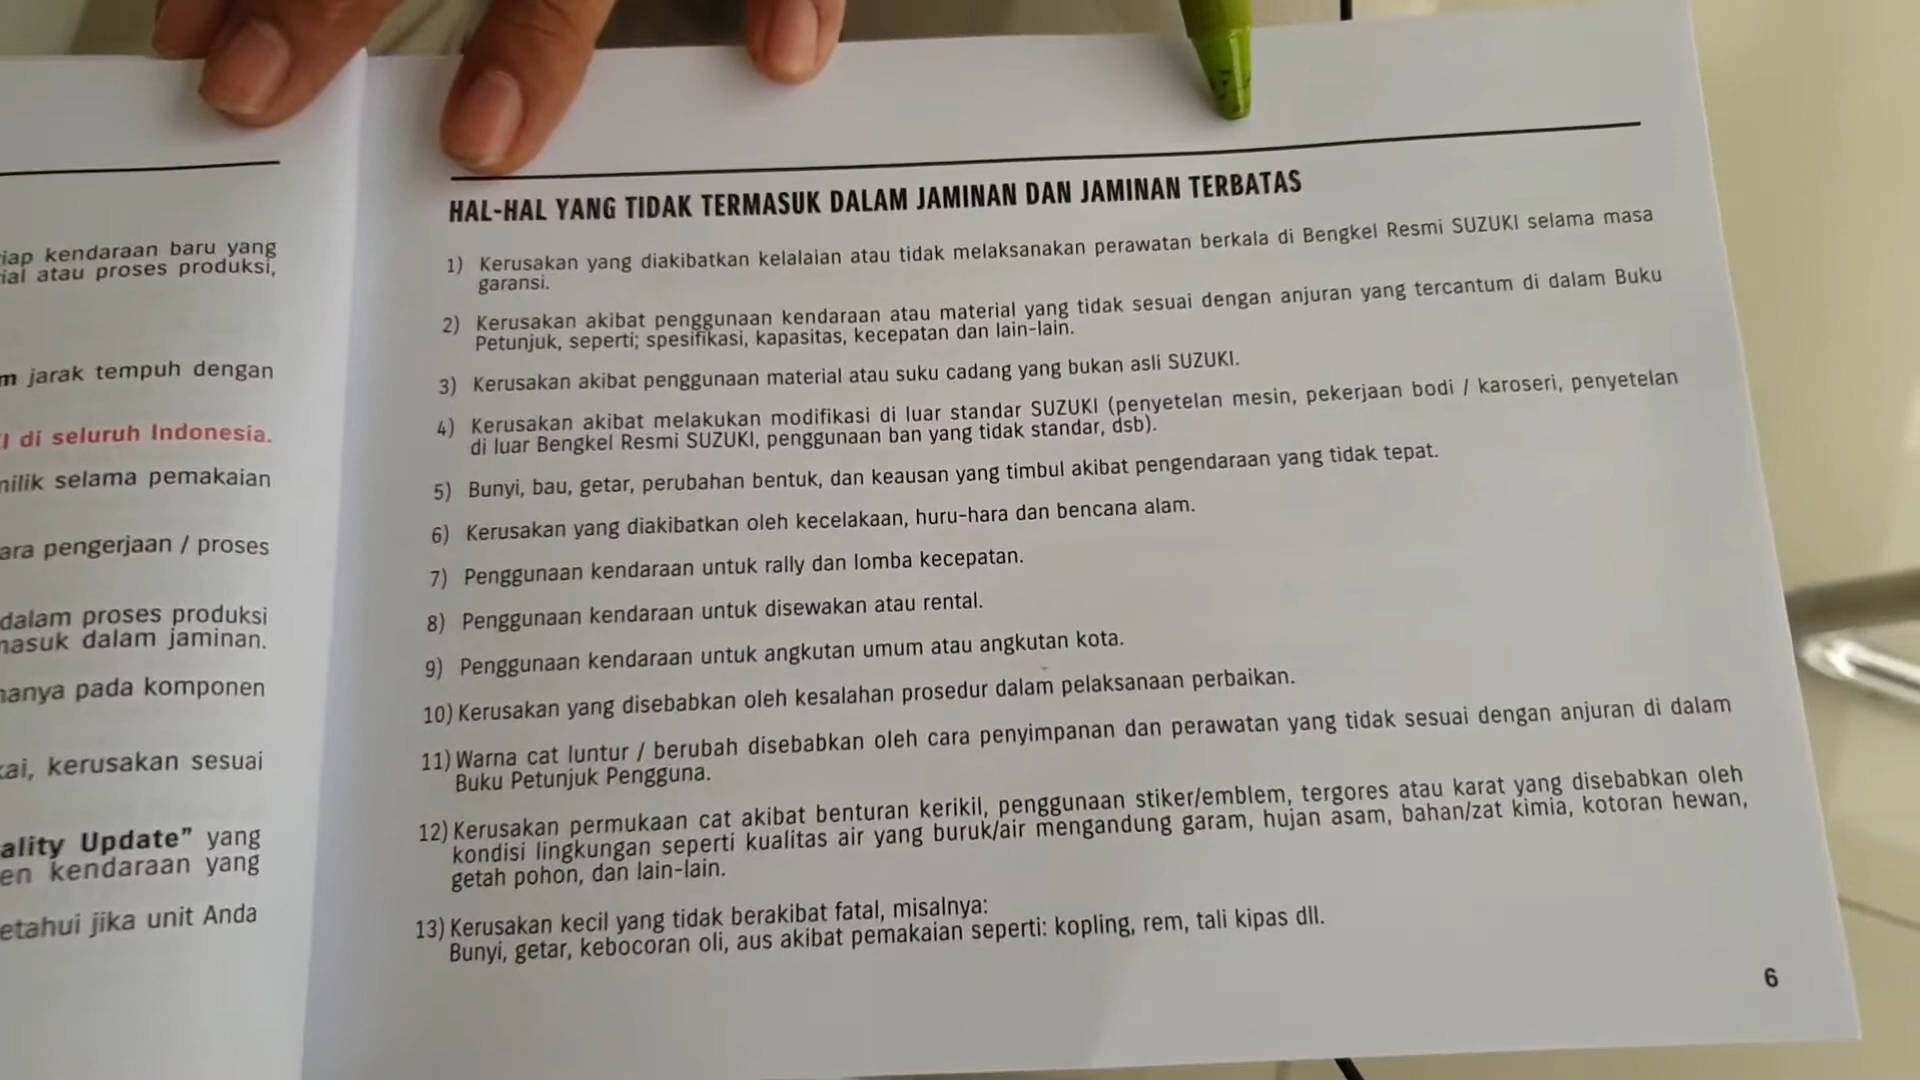 kendaraan baru yang
atau proses produksi,
jarak tempuh dengan
di seluruh Indonesia.
selama pemakaian
pengerjaan / proses
dalam proses produksi
dalam jaminan.
pada komponen
kerusakan sesuai
Update” yang
kendaraan yang
jika unit Anda
HAL-HAL YANG TIDAK TERMASUK DALAM JAMINAN DAN JAMINAN TERBATAS
1) Kerusakan yang diakibatkan kelalaian atau tidak melaksanakan perawatan berkala di Bengkel Resmi SUZUKI selama masa
garansi.
2) Kerusakan akibat penggunaan kendaraan atau material yang tidak sesuai dengan anjuran yang tercantum di dalam Buku
Petunjuk, seperti; spesifikasi, kapasitas, kecepatan dan lain-lain.
3) Kerusakan akibat penggunaan material atau suku cadang yang bukan asli SUZUKI.
4) Kerusakan akibat melakukan modifikasi di luar standar SUZUKI (penyetelan mesin, pekerjaan bodi / karoseri, penyetelan
di luar Bengkel Resmi SUZUKI, penggunaan ban yang tidak standar, dsb).
5) Bunyi, bau, getar, perubahan bentuk, dan keausan yang timbul akibat pengendaraan yang tidak tepat.
6) Kerusakan yang diakibatkan oleh kecelakaan, huru-hara dan bencana alam.
7) Penggunaan kendaraan untuk rally dan lomba kecepatan.
8) Penggunaan kendaraan untuk disewakan atau rental.
9) Penggunaan kendaraan untuk angkutan umum atau angkutan kota.
10) Kerusakan yang disebabkan oleh kesalahan prosedur dalam pelaksanaan perbaikan.
11) Warna cat luntur / berubah disebabkan oleh cara penyimpanan dan perawatan yang tidak sesuai dengan anjuran di dalam
Buku Petunjuk Pengguna.
12) Kerusakan permukaan cat akibat benturan kerikil, penggunaan stiker/emblem, tergores atau karat yang disebabkan oleh
kondisi lingkungan seperti kualitas air yang buruk/air mengandung garam, hujan asam, bahan/zat kimia, kotoran hewan,
getah pohon, dan lain-lain.
13) Kerusakan kecil yang tidak berakibat fatal, misalnya:
Bunyi, getar, kebocoran oli, aus akibat pemakaian seperti: kopling, rem, tali kipas dll.
6